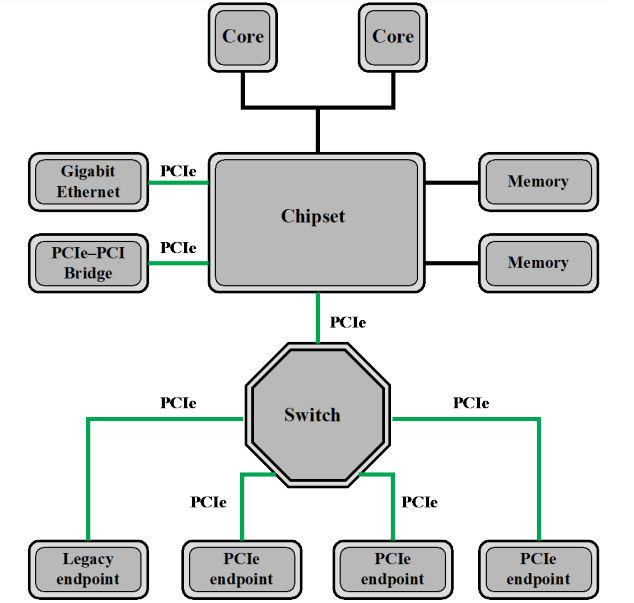 Core
Core
Gigabit
Ethernet
PCIe
Chipset
Memory
PCIe–PCI
Bridge
PCIe
Memory
PCIe
Switch
PCIe
PCIe
PCIe
PCIe
Legacy
endpoint
PCIe
endpoint
PCIe
endpoint
PCIe
endpoint